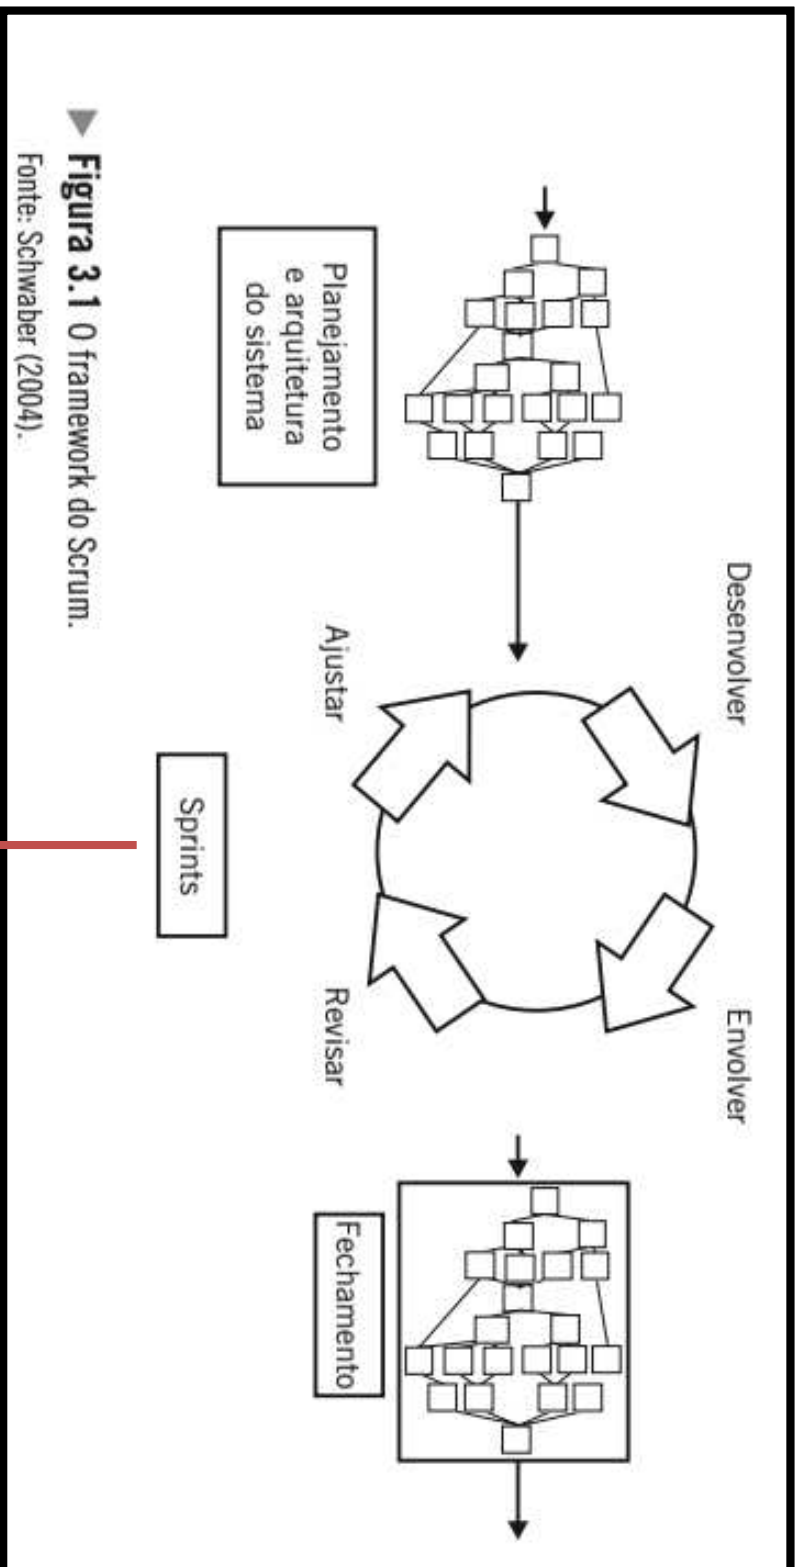 Desenvolver
Envolver
Planejamento
e arquitetura
do sistema
Ajustar
Revisar
Fechamento
Sprints
Figura 3.1 O framework do Scrum.
Fonte: Schwaber (2004).